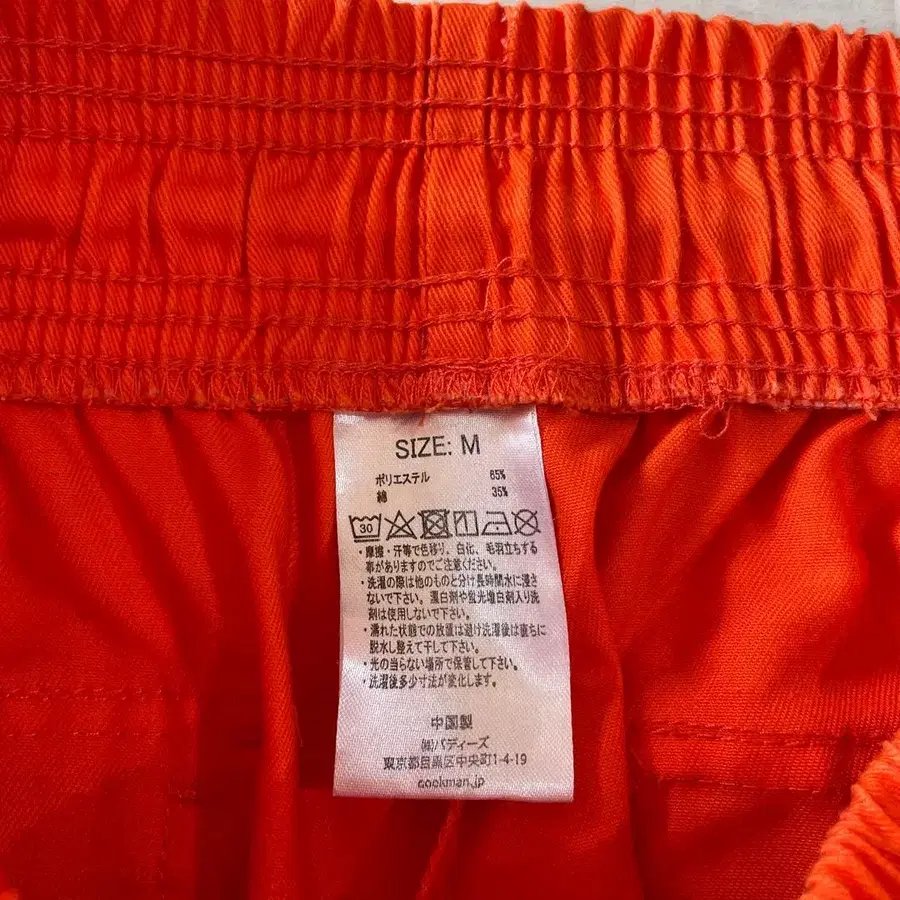 SIZE: M
ポリエステル 65%
綿 35%
30
・摩擦・汗等で色移り、白化、毛羽立ちする
事がありますのでご注意ください。
・洗濯の際は他のものと分け長時間水に浸さ
ないで下さい。漂白剤や蛍光増白剤入り洗
剤は使用しないで下さい。
・濡れた状態での放置は避け洗濯後は直ちに
脱水し整えて干して下さい。
・光の当らない場所で保管して下さい。
・洗濯後多少寸法が変化します。
中国製
㈱バディーズ
東京都目黒区中央町1-4-19
cookman.jp